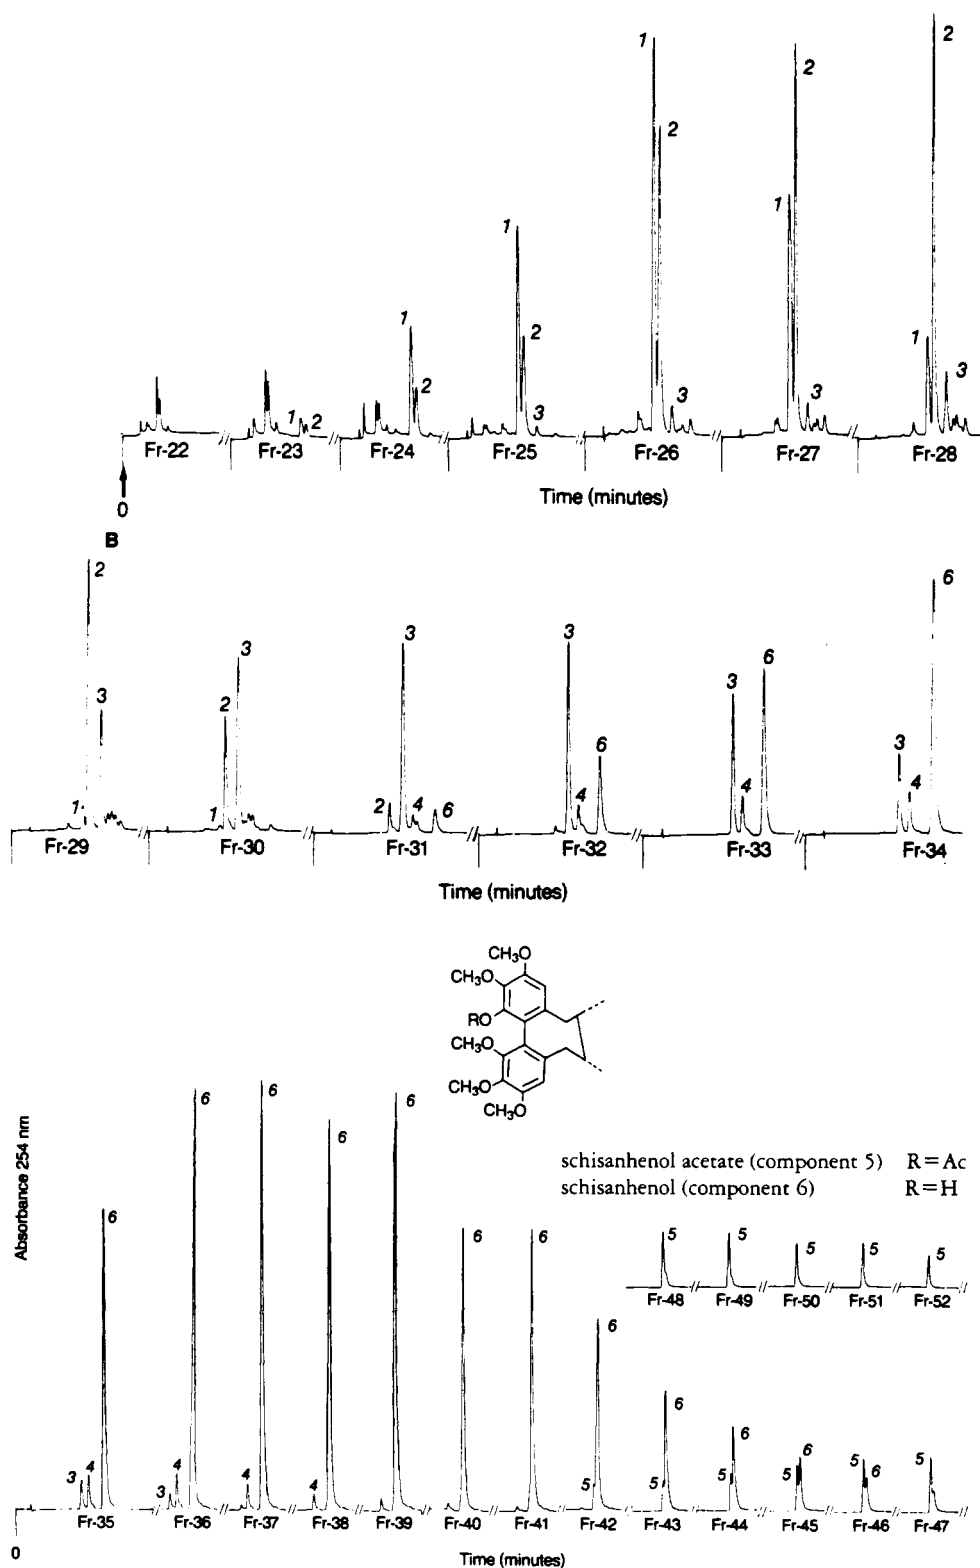 1
2
1
2
2
1
1
1
2
3
2
1
2
3
3
3
1
2
Fr-22 Fr-23 Fr-24 Fr-25 Fr-26 Fr-27 Fr-28
Time (minutes)
0
B
2
3
1
2
3
1
3
2
4
6
3
4
6
3
4
6
6
3
4
Fr-29 Fr-30 Fr-31 Fr-32 Fr-33 Fr-34
Time (minutes)
CH₃O
CH₃O
RO
CH₃O
CH₃O
CH₃O
schisanhenol acetate (component 5) R=Ac
schisanhenol (component 6) R=H
Absorbance 254 nm
5 5 5 5 5
Fr-48 Fr-49 Fr-50 Fr-51 Fr-52
6 6 6 6 6 6 6 6 6 6
3 4 3 4 4 4 5 5 5 5 6 5 6 5
Fr-35 Fr-36 Fr-37 Fr-38 Fr-39 Fr-40 Fr-41 Fr-42 Fr-43 Fr-44 Fr-45 Fr-46 Fr-47
0
Time (minutes)